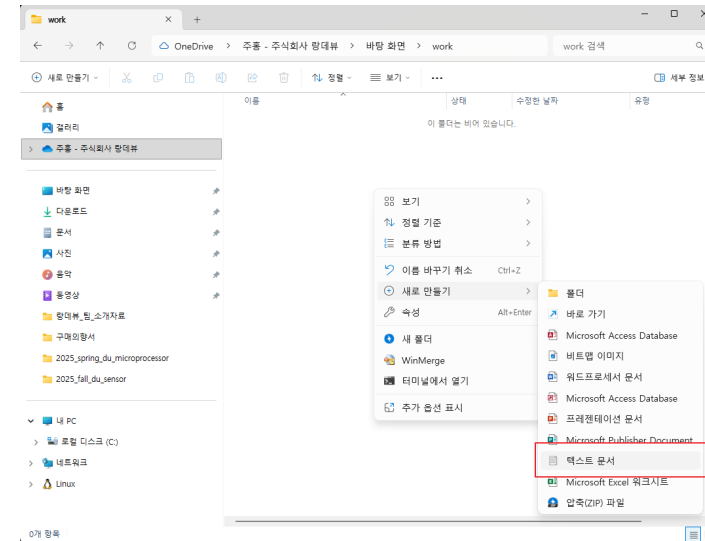 work
OneDrive > 주홍 - 주식회사 랑데뷰 > 바탕 화면 > work
work 검색
새로 만들기
정렬
보기
세부 정보
이름
상태
수정한 날짜
유형
이 폴더는 비어 있습니다.
홈
갤러리
주홍 - 주식회사 랑데뷰
바탕 화면
다운로드
문서
사진
음악
동영상
랑데뷰_팀_소개자료
구매의향서
2025_spring_du_microprocessor
2025_fall_du_sensor
내 PC
로컬 디스크 (C:)
네트워크
Linux
보기
정렬 기준
분류 방법
이름 바꾸기 취소 Ctrl+Z
새로 만들기
속성 Alt+Enter
새 폴더
WinMerge
터미널에서 열기
추가 옵션 표시
폴더
바로 가기
Microsoft Access Database
비트맵 이미지
워드프로세서 문서
Microsoft Access Database
프레젠테이션 문서
Microsoft Publisher Document
텍스트 문서
Microsoft Excel 워크시트
압축(ZIP) 파일
0개 항목